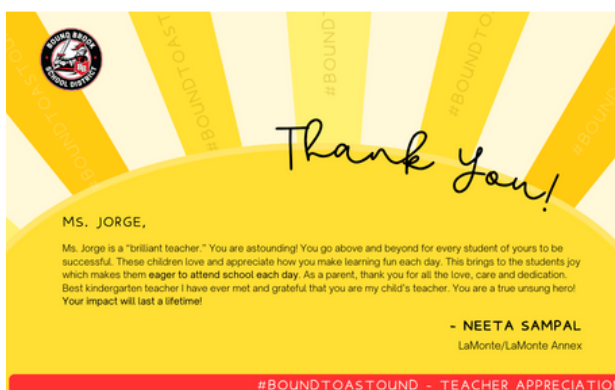 BOUND BROOK
SCHOOL DISTRICT
#BOUNDTOAST
#BOUNDTOAST
#BOUNDTOAST
#BOUNDTO
#BOUND
Thank You!
MS. JORGE,
Ms. Jorge is a “brilliant teacher.” You are astounding! You go above and beyond for every student of yours to be
successful. These children love and appreciate how you make learning fun each day. This brings to the students joy
which makes them eager to attend school each day. As a parent, thank you for all the love, care and dedication.
Best kindergarten teacher I have ever met and grateful that you are my child’s teacher. You are a true unsung hero!
Your impact will last a lifetime!
- NEETA SAMPAL
LaMonte/LaMonte Annex
#BOUNDTOASTOUND - TEACHER APPRECIATIO